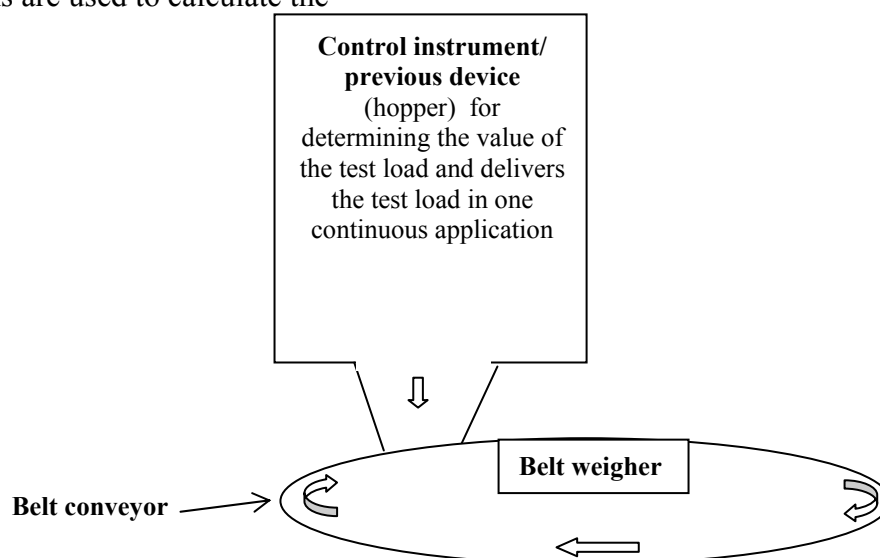 are used to calculate the
Control instrument/
previous device
(hopper) for
determining the value of
the test load and delivers
the test load in one
continuous application
Belt weigher
Belt conveyor